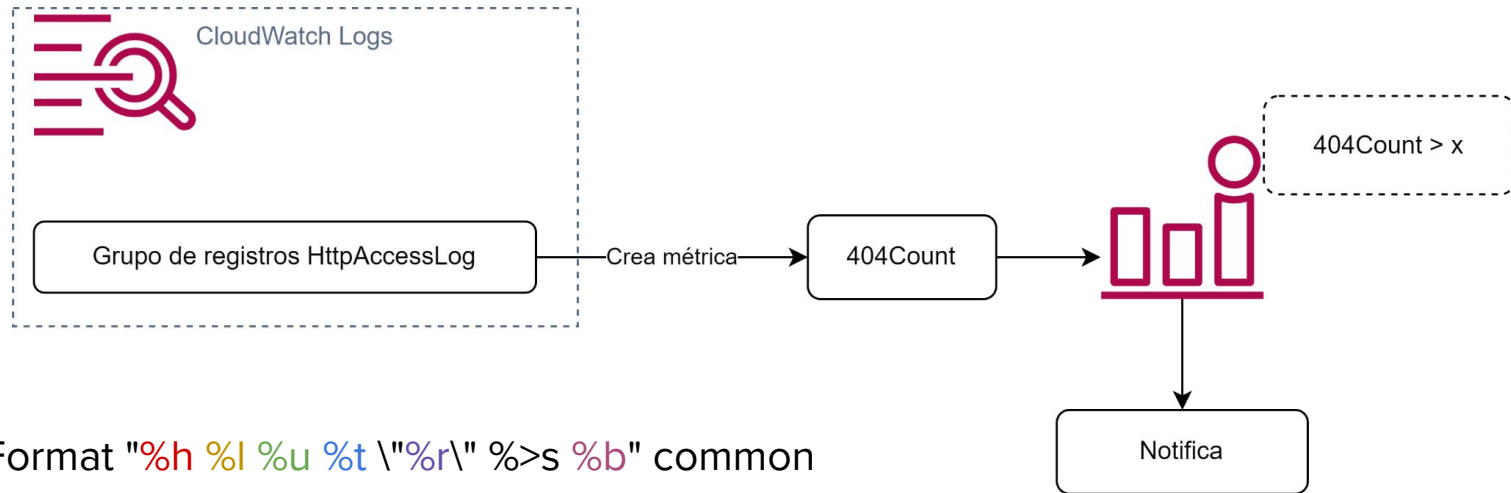 CloudWatch Logs
404Count > x
Grupo de registros HttpAccessLog
Crea métrica
404Count
Notifica
Format "%h %l %u %t \"%r\" %>s %b" common